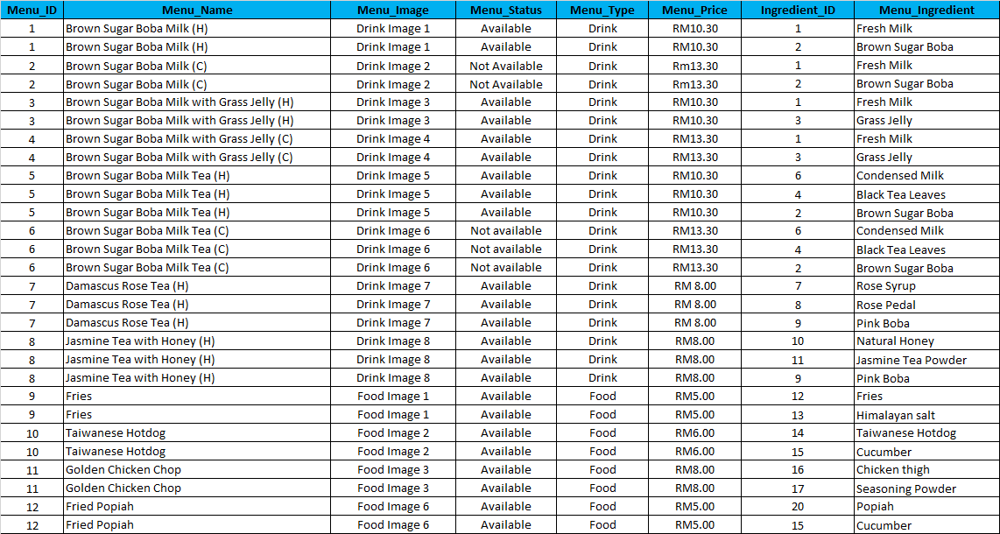 Menu_ID Menu_Name Menu_Image Menu_Status Menu_Type Menu_Price Ingredient_ID Menu_Ingredient
1 Brown Sugar Boba Milk (H) Drink Image 1 Available Drink RM10.30 1 Fresh Milk
1 Brown Sugar Boba Milk (H) Drink Image 1 Available Drink RM10.30 2 Brown Sugar Boba
2 Brown Sugar Boba Milk (C) Drink Image 2 Not Available Drink Rm13.30 1 Fresh Milk
2 Brown Sugar Boba Milk (C) Drink Image 2 Not Available Drink Rm13.30 2 Brown Sugar Boba
3 Brown Sugar Boba Milk with Grass Jelly (H) Drink Image 3 Available Drink RM10.30 1 Fresh Milk
3 Brown Sugar Boba Milk with Grass Jelly (H) Drink Image 3 Available Drink RM10.30 3 Grass Jelly
4 Brown Sugar Boba Milk with Grass Jelly (C) Drink Image 4 Available Drink RM13.30 1 Fresh Milk
4 Brown Sugar Boba Milk with Grass Jelly (C) Drink Image 4 Available Drink RM13.30 3 Grass Jelly
5 Brown Sugar Boba Milk Tea (H) Drink Image 5 Available Drink RM10.30 6 Condensed Milk
5 Brown Sugar Boba Milk Tea (H) Drink Image 5 Available Drink RM10.30 4 Black Tea Leaves
5 Brown Sugar Boba Milk Tea (H) Drink Image 5 Available Drink RM10.30 2 Brown Sugar Boba
6 Brown Sugar Boba Milk Tea (C) Drink Image 6 Not available Drink RM13.30 6 Condensed Milk
6 Brown Sugar Boba Milk Tea (C) Drink Image 6 Not available Drink RM13.30 4 Black Tea Leaves
6 Brown Sugar Boba Milk Tea (C) Drink Image 6 Not available Drink RM13.30 2 Brown Sugar Boba
7 Damascus Rose Tea (H) Drink Image 7 Available Drink RM 8.00 7 Rose Syrup
7 Damascus Rose Tea (H) Drink Image 7 Available Drink RM 8.00 8 Rose Pedal
7 Damascus Rose Tea (H) Drink Image 7 Available Drink RM 8.00 9 Pink Boba
8 Jasmine Tea with Honey (H) Drink Image 8 Available Drink RM8.00 10 Natural Honey
8 Jasmine Tea with Honey (H) Drink Image 8 Available Drink RM8.00 11 Jasmine Tea Powder
8 Jasmine Tea with Honey (H) Drink Image 8 Available Drink RM8.00 9 Pink Boba
9 Fries Food Image 1 Available Food RM5.00 12 Fries
9 Fries Food Image 1 Available Food RM5.00 13 Himalayan salt
10 Taiwanese Hotdog Food Image 2 Available Food RM6.00 14 Taiwanese Hotdog
10 Taiwanese Hotdog Food Image 2 Available Food RM6.00 15 Cucumber
11 Golden Chicken Chop Food Image 3 Available Food RM8.00 16 Chicken thigh
11 Golden Chicken Chop Food Image 3 Available Food RM8.00 17 Seasoning Powder
12 Fried Popiah Food Image 6 Available Food RM5.00 20 Popiah
12 Fried Popiah Food Image 6 Available Food RM5.00 15 Cucumber